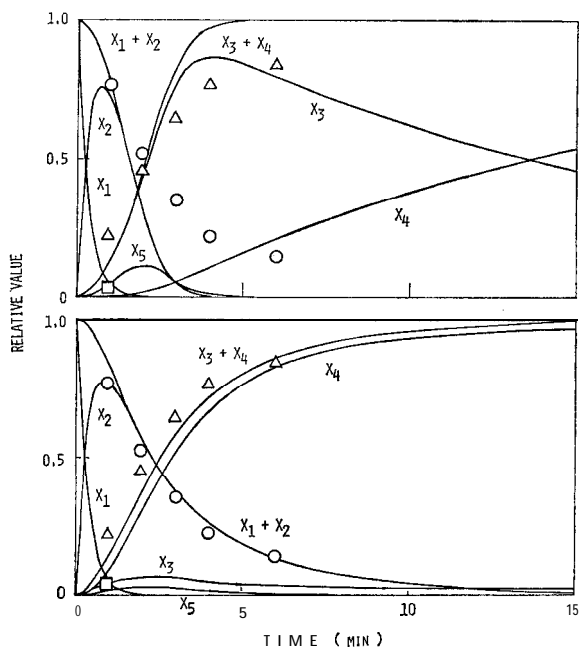 1.0
X1 + X2
X3 + X4
X2
X3
0.5
X1
X4
X5
0
RELATIVE VALUE
1.0
X3 + X4
X4
X2
0.5
X1
X1 + X2
X3
X5
0
0 5 10 15
TIME (MIN)